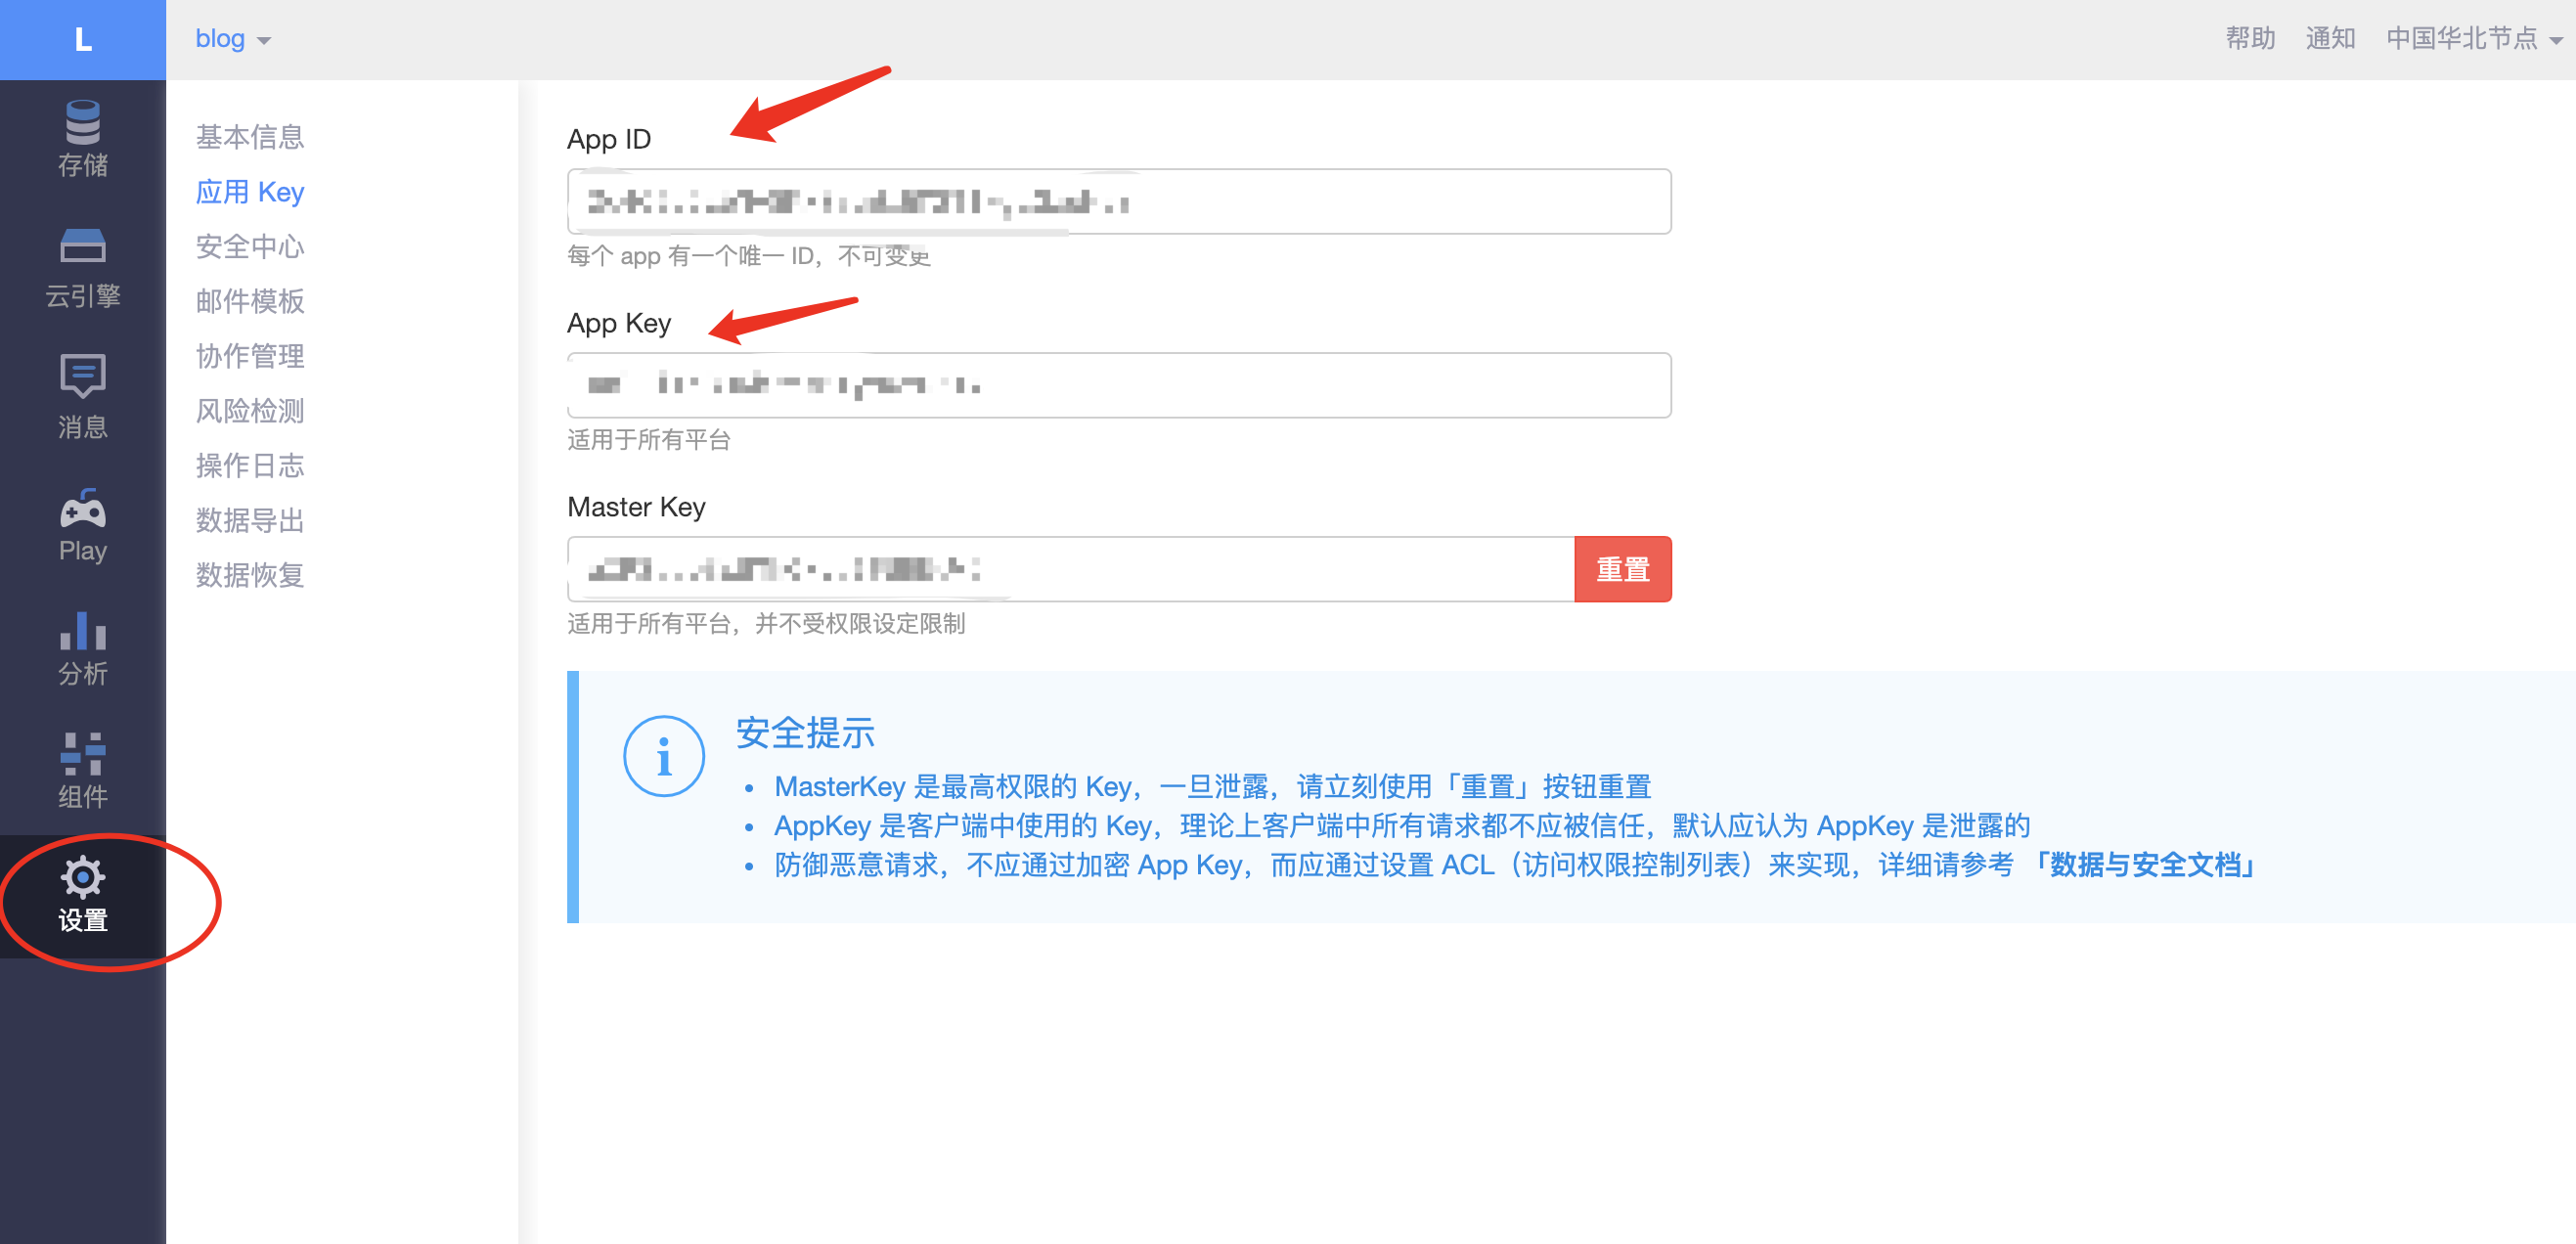 L
blog
帮助 通知 中国华北节点
存储
云引擎
消息
Play
分析
组件
设置
基本信息
应用 Key
安全中心
邮件模板
协作管理
风险检测
操作日志
数据导出
数据恢复
App ID
每个 app 有一个唯一 ID，不可变更
App Key
适用于所有平台
Master Key
重置
适用于所有平台，并不受权限设定限制
安全提示
• MasterKey 是最高权限的 Key，一旦泄露，请立刻使用「重置」按钮重置
• AppKey 是客户端中使用的 Key，理论上客户端中所有请求都不应被信任，默认应认为 AppKey 是泄露的
• 防御恶意请求，不应通过加密 App Key，而应通过设置 ACL（访问权限控制列表）来实现，详细请参考 「数据与安全文档」